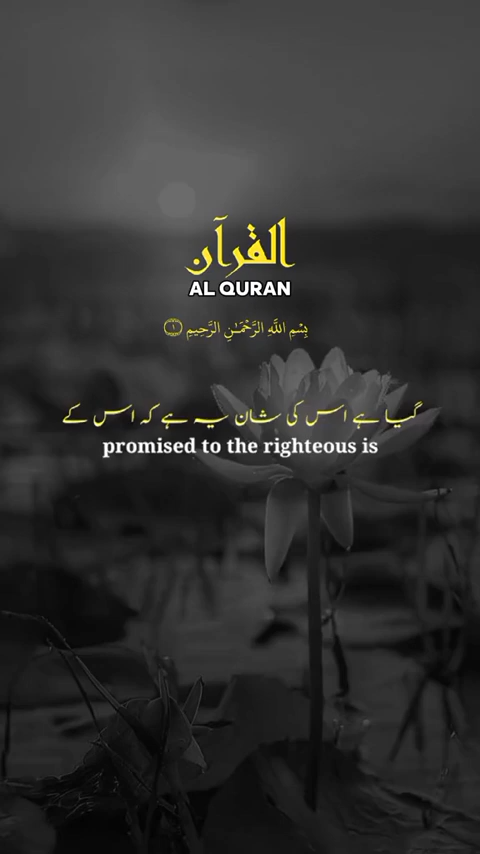 القرآن
AL QURAN
بِسْمِ اللَّهِ الرَّحْمَٰنِ الرَّحِيمِ ۝١
گیا ہے اس کی شان یہ ہے کہ اس کے
promised to the righteous is